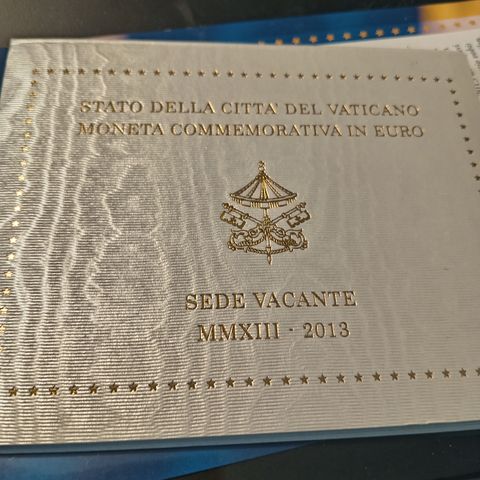 STATO DELLA CITTA' DEL VATICANO
MONETA COMMEMORATIVA IN EURO
SEDE VACANTE
MMXIII - 2013